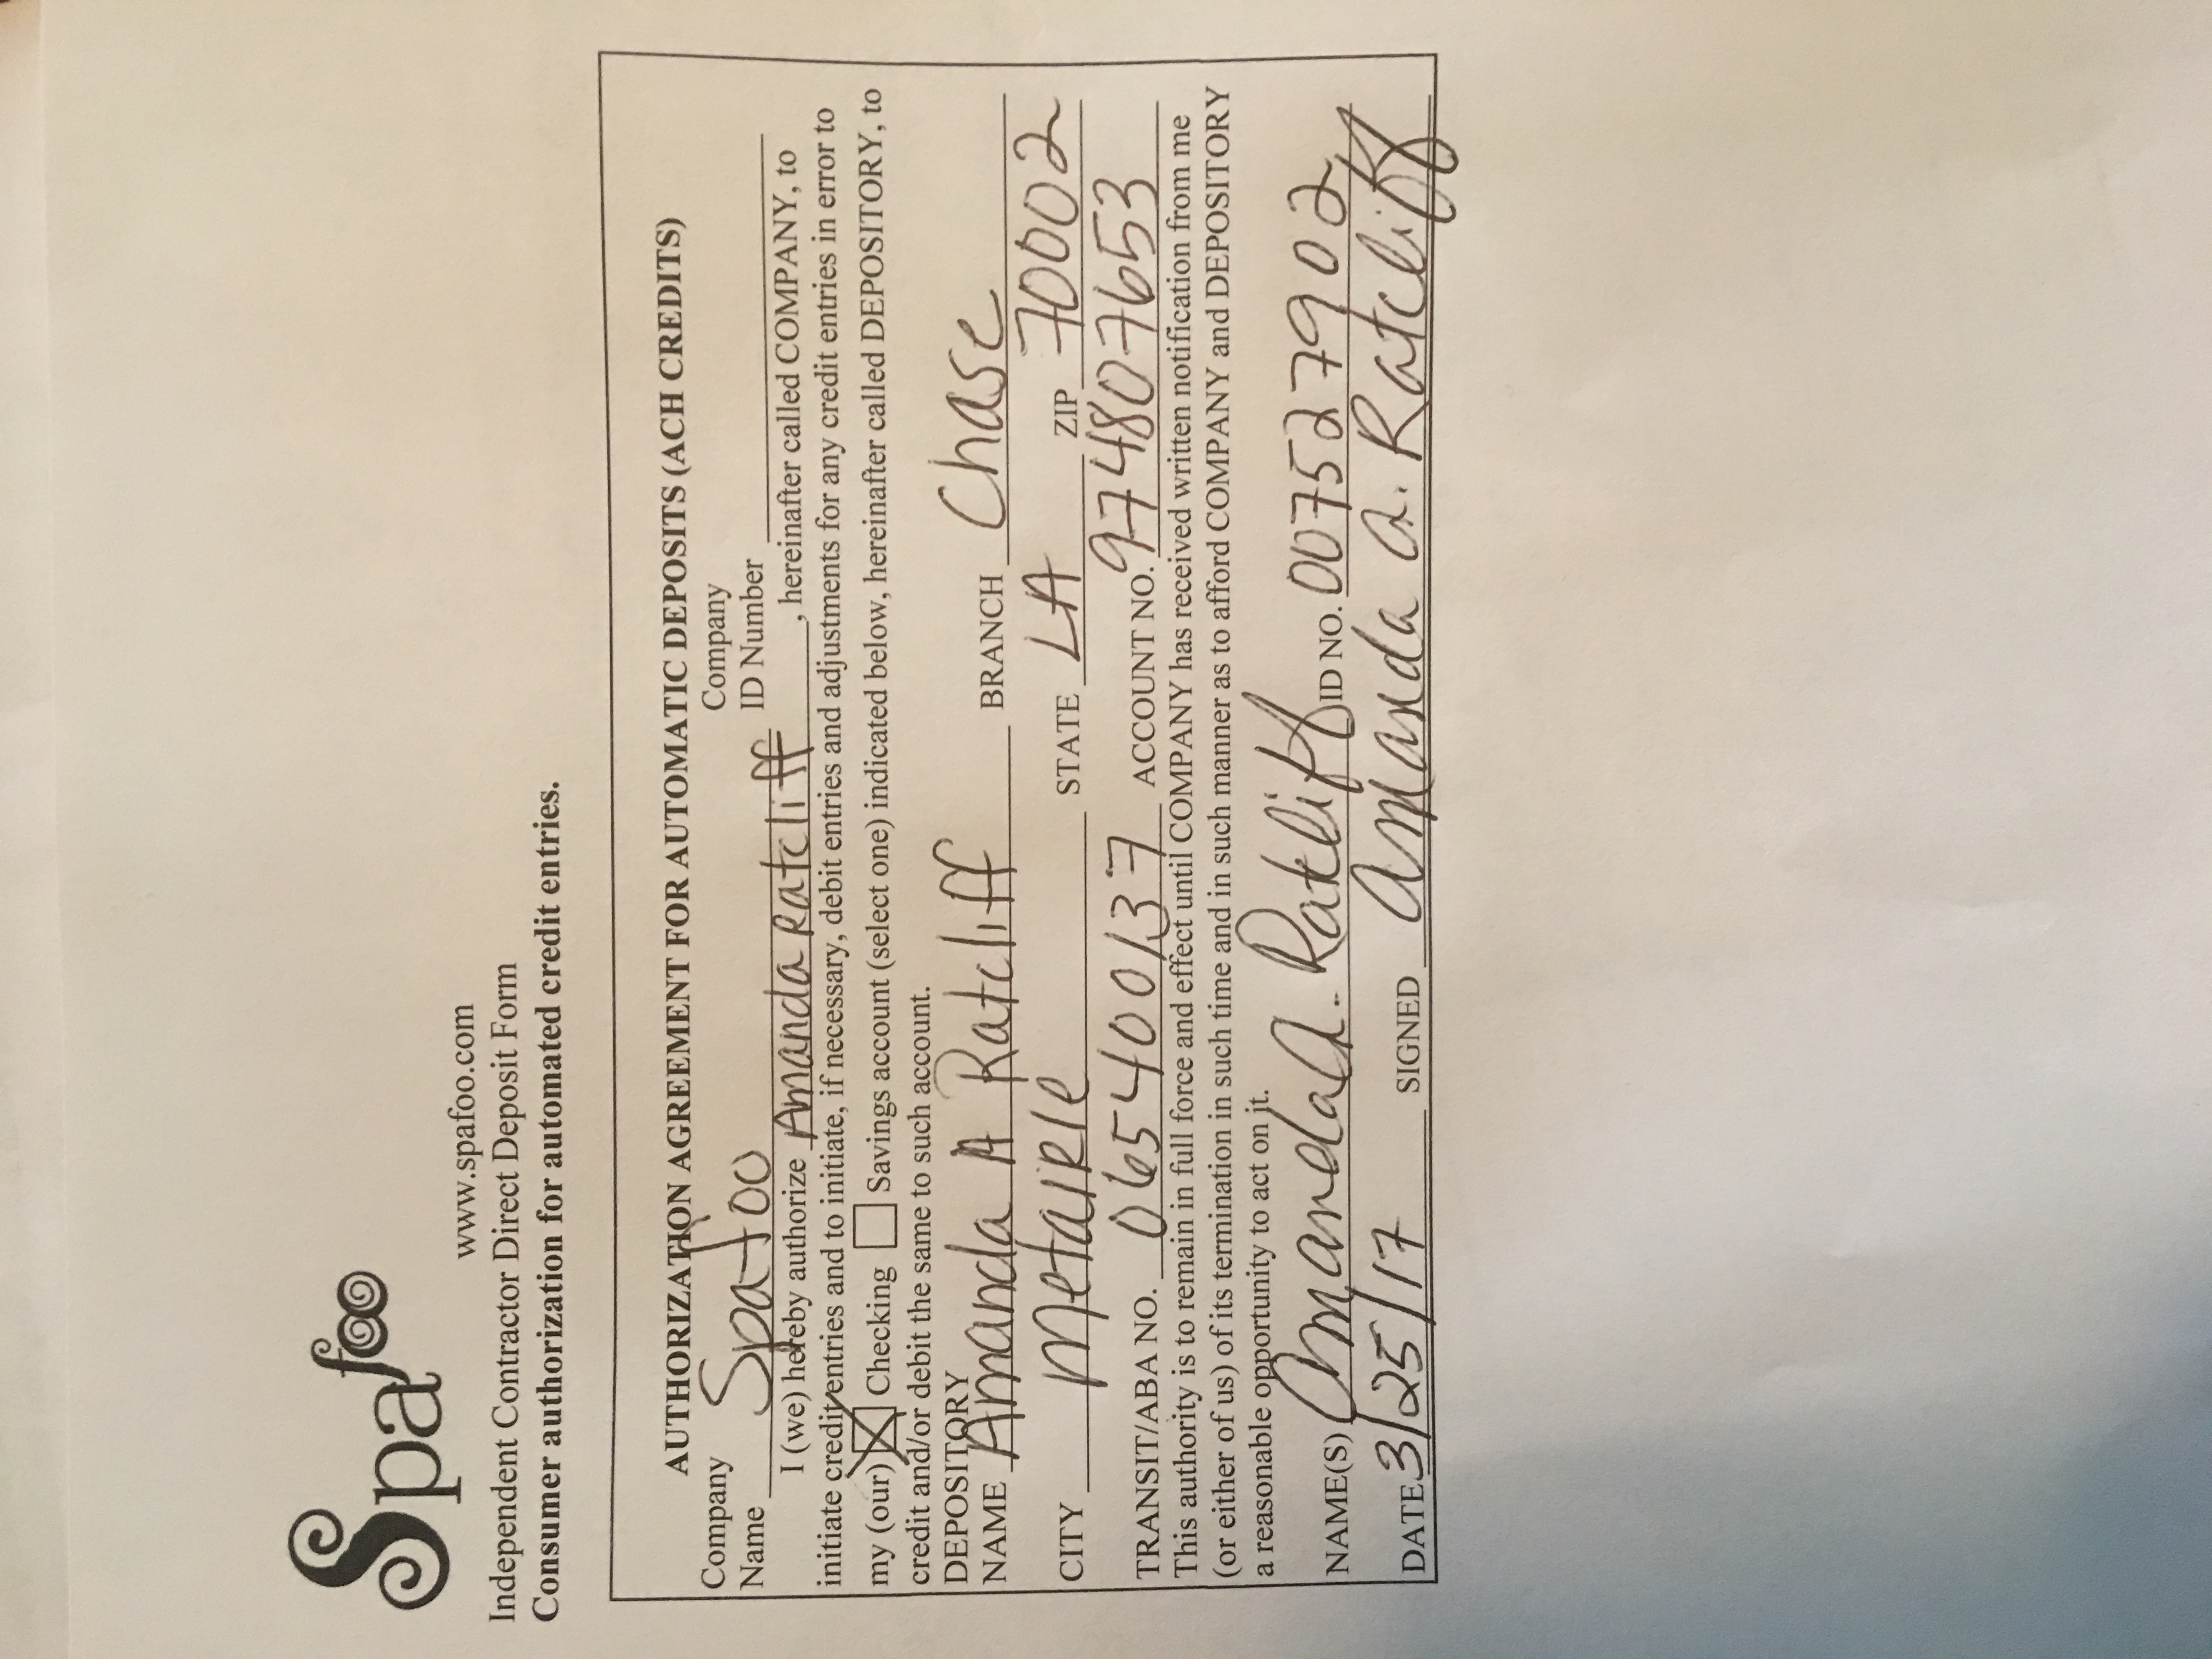 Spafoo
www.spafoo.com
Independent Contractor Direct Deposit Form
Consumer authorization for automated credit entries.
AUTHORIZATION AGREEMENT FOR AUTOMATIC DEPOSITS (ACH CREDITS)
Company Name Spafoo Company ID Number
I (we) hereby authorize Amanda Ratcliff, hereinafter called COMPANY, to
initiate credit entries and to initiate, if necessary, debit entries and adjustments for any credit entries in error to
my (our) Checking Savings account (select one) indicated below, hereinafter called DEPOSITORY, to
credit and/or debit the same to such account.
DEPOSITORY
NAME Amanda A Ratcliff BRANCH Chase
CITY Metairie STATE LA ZIP 70002
TRANSIT/ABA NO. 065400137 ACCOUNT NO. 974807653
This authority is to remain in full force and effect until COMPANY has received written notification from me
(or either of us) of its termination in such time and in such manner as to afford COMPANY and DEPOSITORY
a reasonable opportunity to act on it.
NAME(S) Amanda A. Ratcliff ID NO. 007527902
DATE 3/25/17 SIGNED Amanda A. Ratcliff